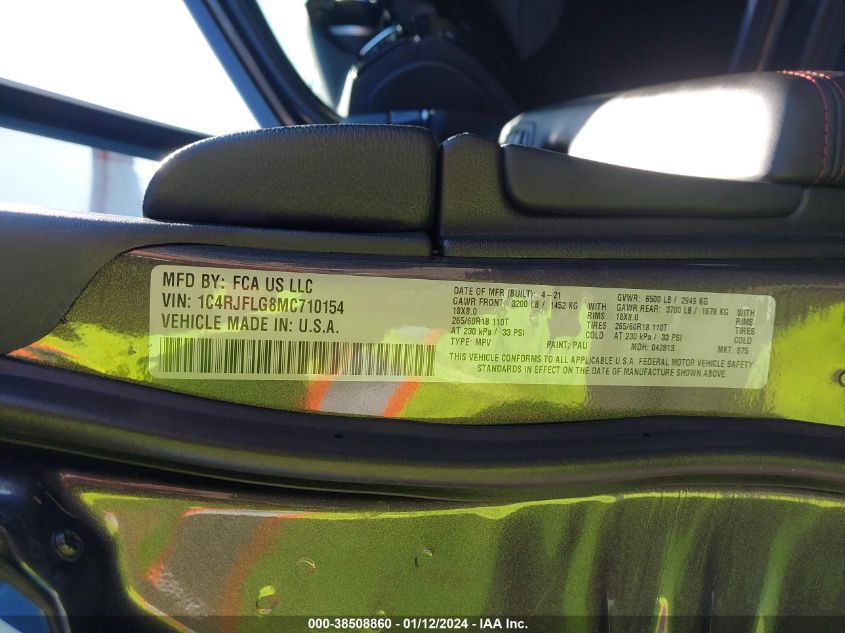 MFD BY: FCA US LLC
VIN: 1C4RJFLG8MC710154
VEHICLE MADE IN U.S.A.
DATE OF MFR (BUILT): 4-21 GVWR: 6500 LB / 2949 KG
GAWR FRONT: 3200 LB / 1452 KG WITH GAWR REAR: 3700 LB / 1679 KG WITH
18X8.0 RIMS 18X8.0 RIMS
265/60R18 110T TIRES 265/60R18 110T TIRES
AT 230 kPa / 33 PSI COLD AT 230 kPa / 33 PSI COLD
TYPE: MPV PAINT: PAU MDH: 042813 MKT: 875
THIS VEHICLE CONFORMS TO ALL APPLICABLE U.S.A. FEDERAL MOTOR VEHICLE SAFETY
STANDARDS IN EFFECT ON THE DATE OF MANUFACTURE SHOWN ABOVE.
000-38508860 - 01/12/2024 - IAA Inc.